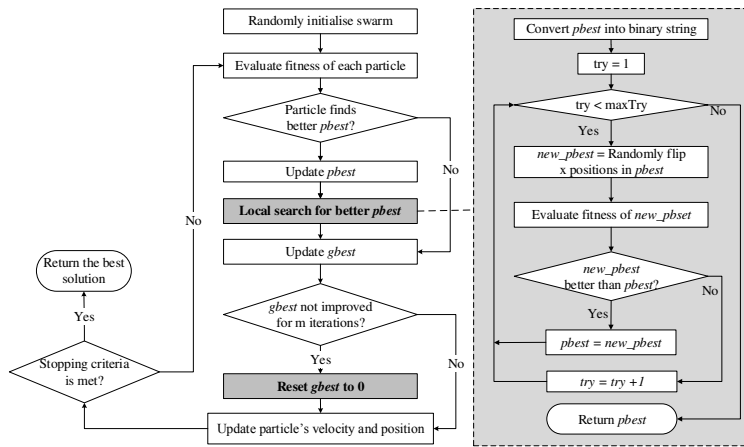 Randomly initialise swarm
Evaluate fitness of each particle
Particle finds
better pbest?
No
Update pbest
Local search for better pbest
Update gbest
gbest not improved
for m iterations?
Yes
No
Reset gbest to 0
Update particle's velocity and position
Stopping criteria
is met?
No
Yes
Return the best
solution
Convert pbest into binary string
try = 1
try < maxTry
No
Yes
new_pbest = Randomly flip
x positions in pbest
Evaluate fitness of new_pbset
new_pbest
better than pbest?
No
Yes
pbest = new_pbest
try = try +1
Return pbest